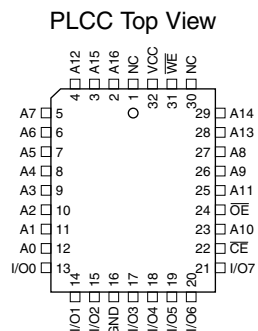 PLCC Top View
A12 A15 A16 NC VCC WE NC
4 3 2 1 32 31 30
A7 5 29 A14
A6 6 28 A13
A5 7 27 A8
A4 8 26 A9
A3 9 25 A11
A2 10 24 OE
A1 11 23 A10
A0 12 22 CE
I/O0 13 21 I/O7
14 15 16 17 18 19 20
I/O1 I/O2 GND I/O3 I/O4 I/O5 I/O6